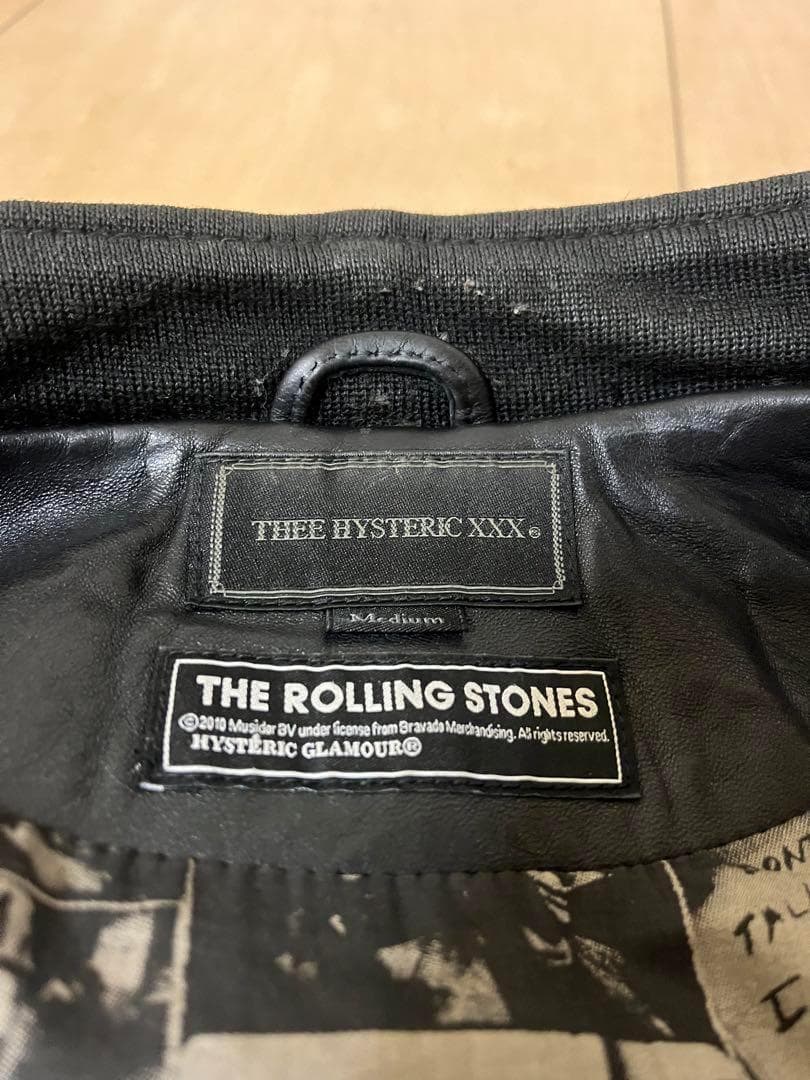 THEE HYSTERIC XXX®
Medium
THE ROLLING STONES
©2010 Musidor BV under license from Bravado Merchandising. All rights reserved.
HYSTERIC GLAMOUR®
TAL
I